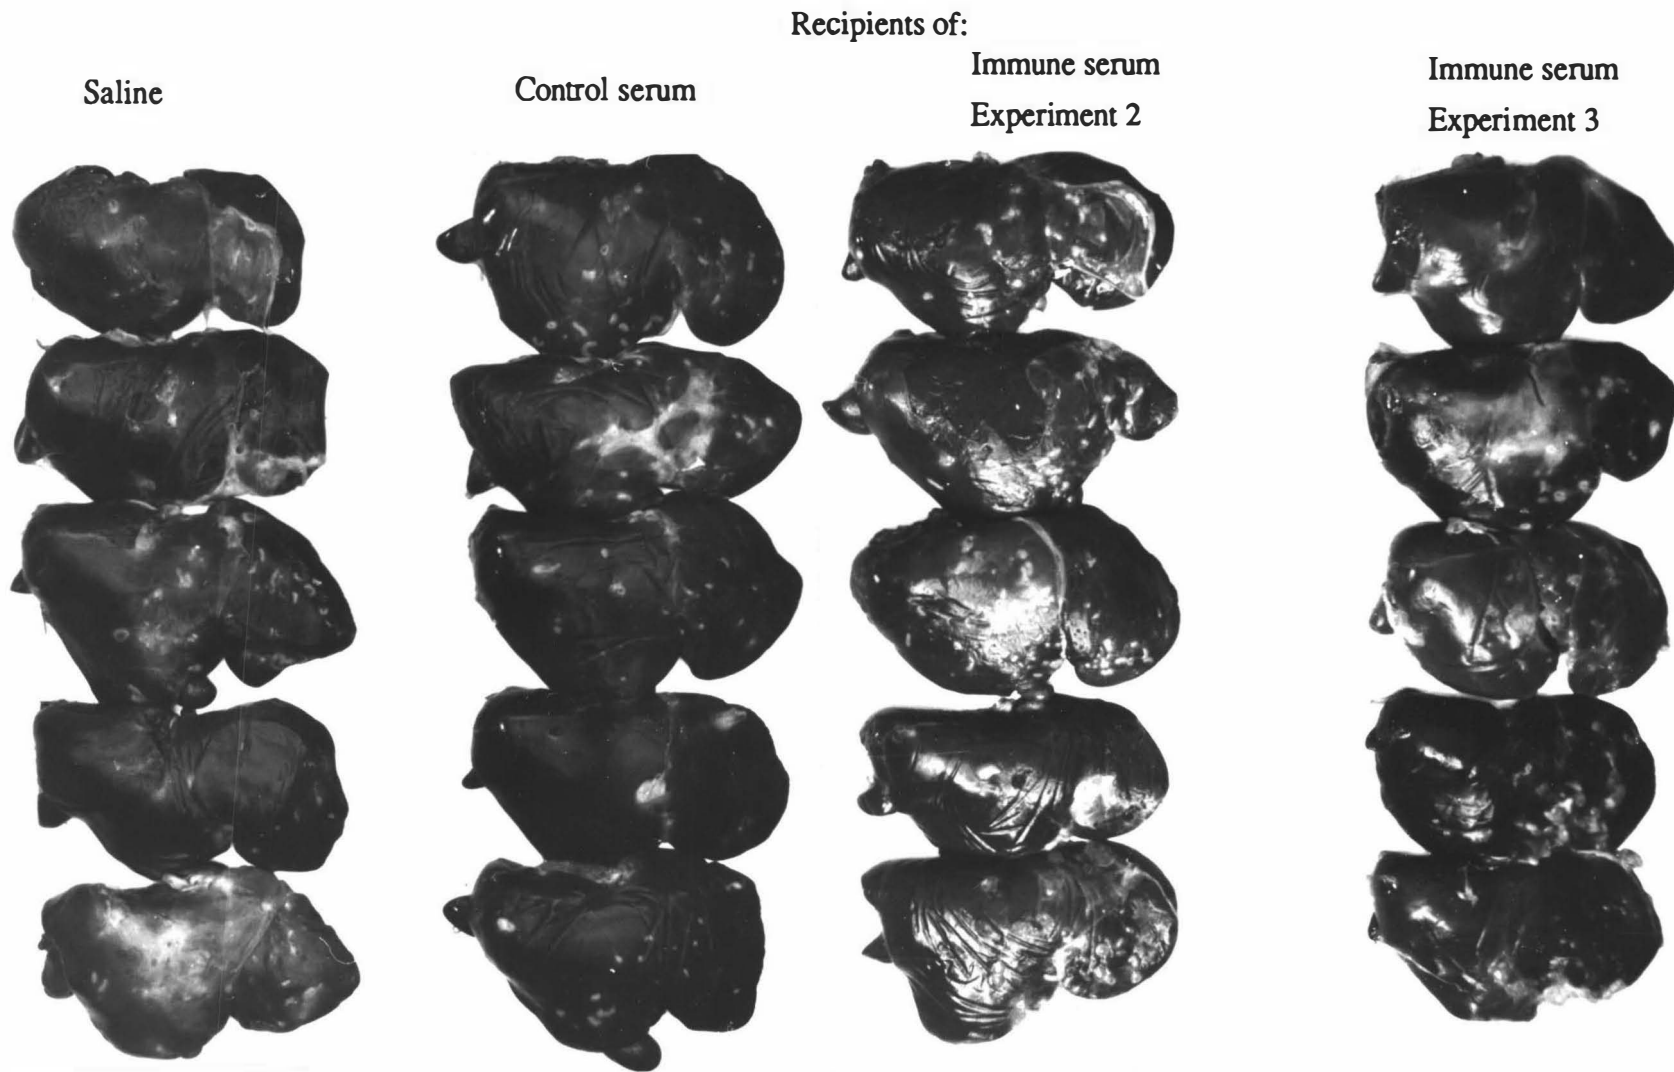 Recipients of:
Saline
Control serum
Immune serum
Experiment 2
Immune serum
Experiment 3